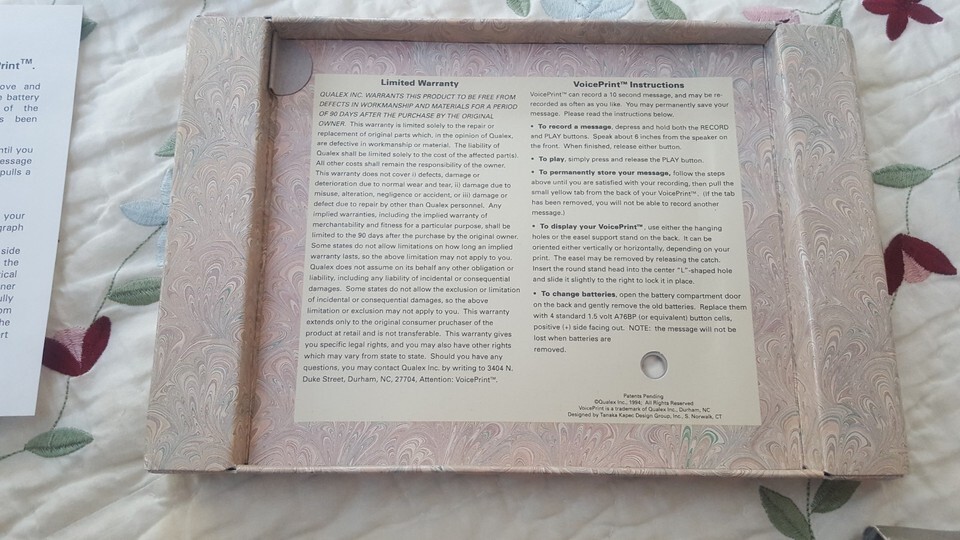 rint™.
ove and
battery
of the
been
ntil you
essage
pulls a
your
graph
side
the
tical
ner
ully
om
he
rt
Limited Warranty
QUALEX INC. WARRANTS THIS PRODUCT TO BE FREE FROM
DEFECTS IN WORKMANSHIP AND MATERIALS FOR A PERIOD
OF 90 DAYS AFTER THE PURCHASE BY THE ORIGINAL
OWNER. This warranty is limited solely to the repair or
replacement of original parts which, in the opinion of Qualex,
are defective in workmanship or material. The liability of
Qualex shall be limited solely to the cost of the affected part(s).
All other costs shall remain the responsibility of the owner.
This warranty does not cover i) defects, damage or
deterioration due to normal wear and tear, ii) damage due to
misuse, alteration, negligence or accident, or iii) damage or
defect due to repair by other than Qualex personnel. Any
implied warranties, including the implied warranty of
merchantability and fitness for a particular purpose, shall be
limited to the 90 days after the purchase by the original owner.
Some states do not allow limitations on how long an implied
warranty lasts, so the above limitation may not apply to you.
Qualex does not assume on its behalf any other obligation or
liability, including any liability of incidental or consequential
damages. Some states do not allow the exclusion or limitation
of incidental or consequential damages, so the above
limitation or exclusion may not apply to you. This warranty
extends only to the original consumer pruchaser of the
product at retail and is not transferable. This warranty gives
you specific legal rights, and you may also have other rights
which may vary from state to state. Should you have any
questions, you may contact Qualex Inc. by writing to 3404 N.
Duke Street, Durham, NC, 27704, Attention: VoicePrint™.
VoicePrint™ Instructions
VoicePrint™ can record a 10 second message, and may be re-
recorded as often as you like. You may permanently save your
message. Please read the instructions below.
• To record a message, depress and hold both the RECORD
and PLAY buttons. Speak about 6 inches from the speaker on
the front. When finished, release either button.
• To play, simply press and release the PLAY button.
• To permanently store your message, follow the steps
above until you are satisfied with your recording, then pull the
small yellow tab from the back of your VoicePrint™. (If the tab
has been removed, you will not be able to record another
message.)
• To display your VoicePrint™, use either the hanging
holes or the easel support stand on the back. It can be
oriented either vertically or horizontally, depending on your
print. The easel may be removed by releasing the catch.
Insert the round stand head into the center "L"-shaped hole
and slide it slightly to the right to lock it in place.
• To change batteries, open the battery compartment door
on the back and gently remove the old batteries. Replace them
with 4 standard 1.5 volt A76BP (or equivalent) button cells,
positive (+) side facing out. NOTE: the message will not be
lost when batteries are
removed.
Patents Pending
©Qualex Inc., 1994; All Rights Reserved
VoicePrint is a trademark of Qualex Inc., Durham, NC
Designed by Tanaka Kapec Design Group, Inc., S. Norwalk, CT